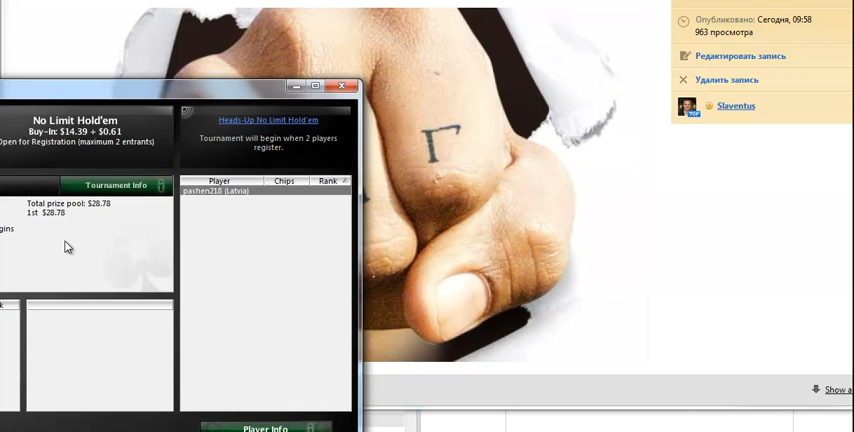 Опубликовано: Сегодня, 09:58
963 просмотра
Редактировать запись
Удалить запись
TOP
Slaventus
No Limit Hold'em
Buy-In: $14.39 + $0.61
Open for Registration (maximum 2 entrants)
Heads-Up No Limit Hold'em
Tournament will begin when 2 players
register.
Tournament Info
Total prize pool: $28.78
1st $28.78
gins
Player Chips Rank
pashen218 (Latvia)
k
Player Info
Г
Show a